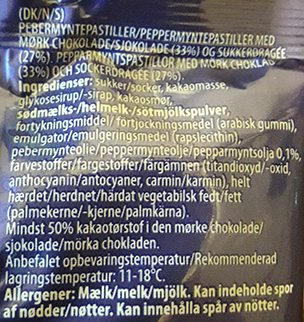 (DK/N/S)
PEBERMYNTEPASTILLER/PEPPERMYNTEPASTILLER MED
MØRK CHOKOLADE/SJOKOLADE (33%) OG SUKKERDRAGÉE
(27%). PEPPARMYNTSPASTILLOR MED MÖRK CHOKLAD
(33%) OCH SOCKERDRAGÉE (27%).
Ingredienser: sukker/socker, kakaomasse,
glykosesirup/-sirap, kakaosmør,
sødmælks-/helmelk-/sötmjölkspulver,
fortykningsmiddel/ fortjockningsmedel (arabisk gummi),
emulgator/emulgeringsmedel (rapslecithin),
pebermynteolie/peppermynteolje/pepparmyntsolja 0,1%,
farvestoffer/fargestoffer/färgämnen (titandioxyd/-oxid,
anthocyanin/antocyaner, carmin/karmin), helt
hærdet/herdnet/härdat vegetabilsk fedt/fett
(palmekerne/-kjerne/palmkärna).
Mindst 50% kakaotørstof i den mørke chokolade/
sjokolade/mörka chokladen.
Anbefalet opbevaringstemperatur/Rekommenderad
lagringstemperatur: 11-18°C.
Allergener: Mælk/melk/mjölk. Kan indeholde spor
af nødder/nøtter. Kan innehålla spår av nötter.